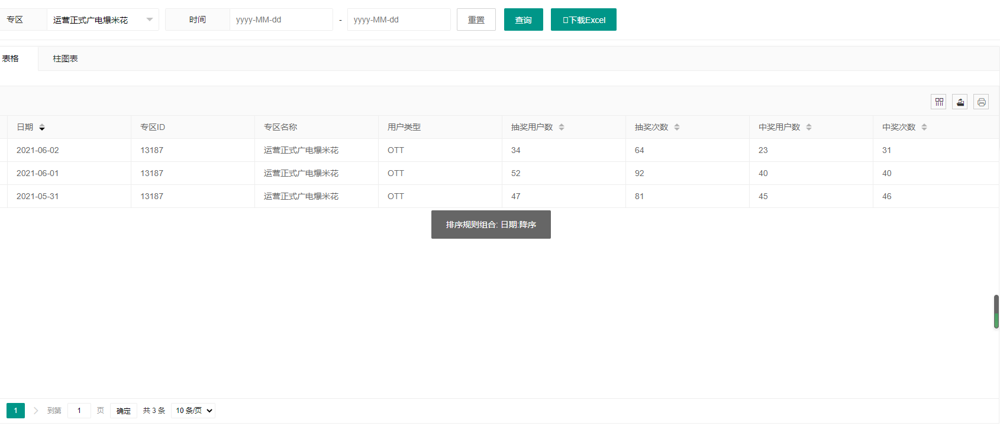 专区 运营正式广电爆米花 时间 yyyy-MM-dd - yyyy-MM-dd 重置 查询 下载Excel
表格 柱图表
日期 专区ID 专区名称 用户类型 抽奖用户数 抽奖次数 中奖用户数 中奖次数
2021-06-02 13187 运营正式广电爆米花 OTT 34 64 23 31
2021-06-01 13187 运营正式广电爆米花 OTT 52 92 40 40
2021-05-31 13187 运营正式广电爆米花 OTT 47 81 45 46
排序规则组合: 日期:降序
1 到第 1 页 确定 共 3 条 10 条/页